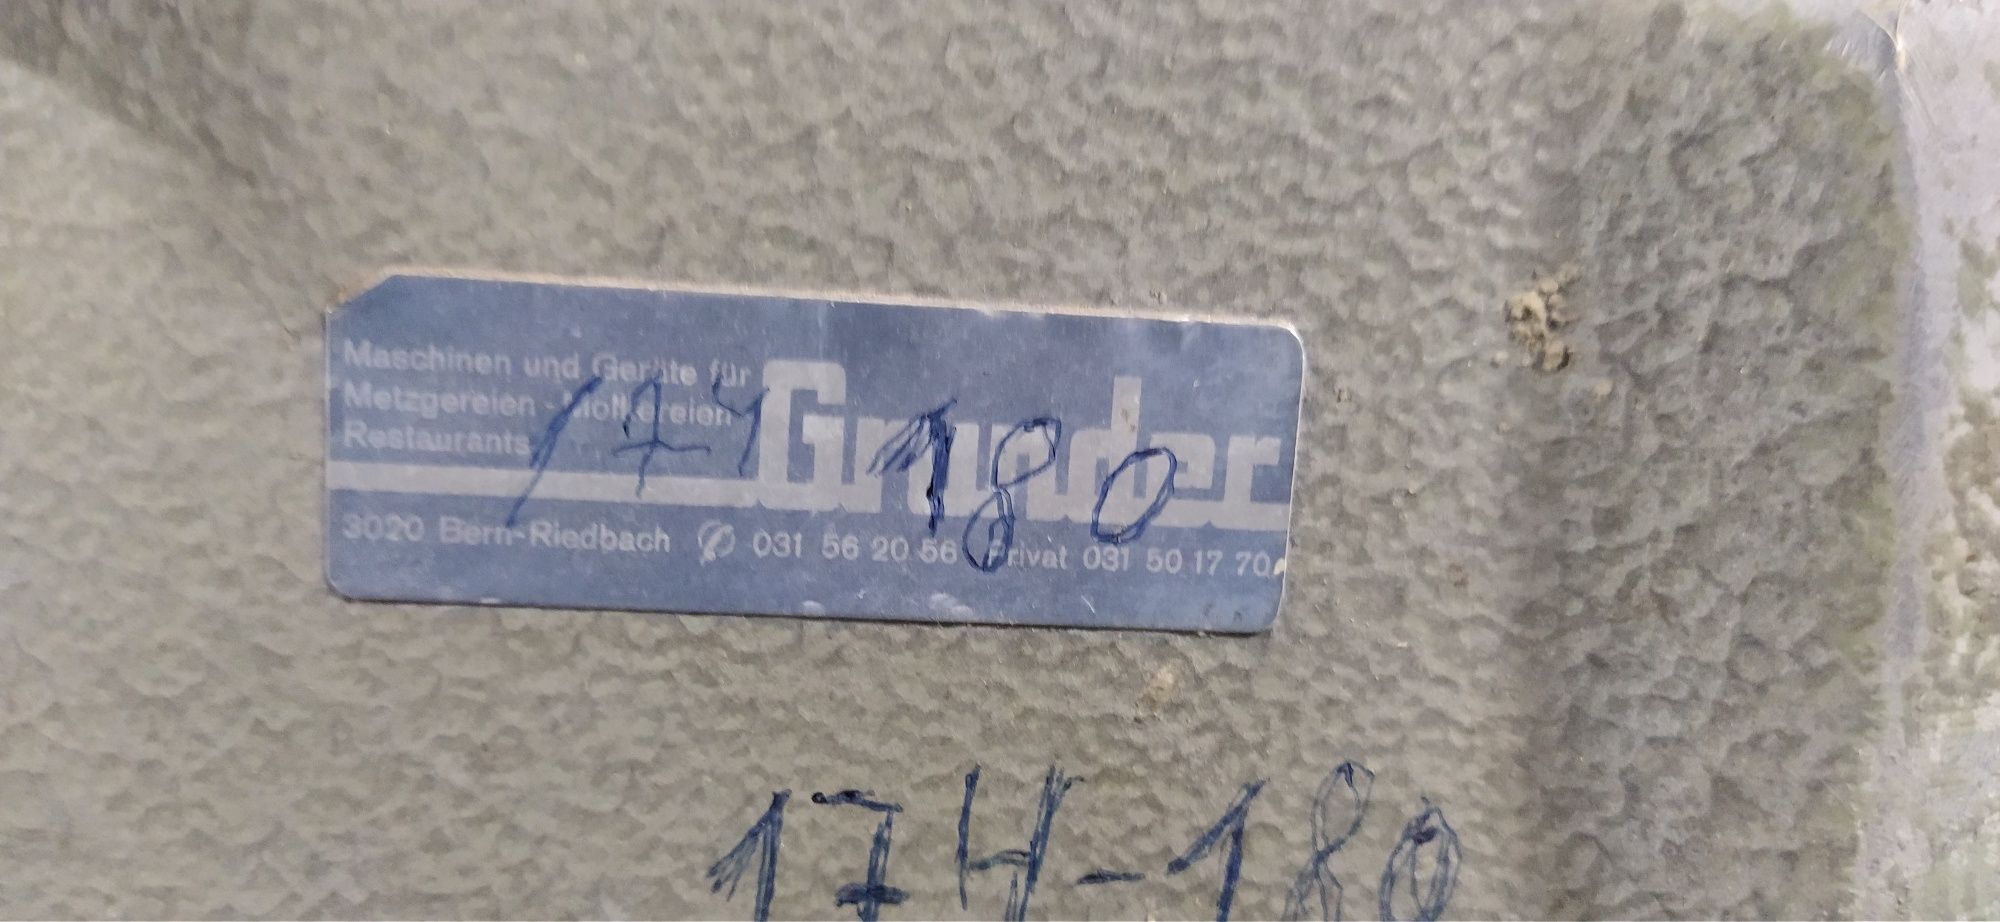 Maschinen und Geräte für
Metzgereien - Molkereien
Restaurants
Grunder
174 180
3020 Bern-Riedbach 031 56 20 56 Privat 031 50 17 70
174-180